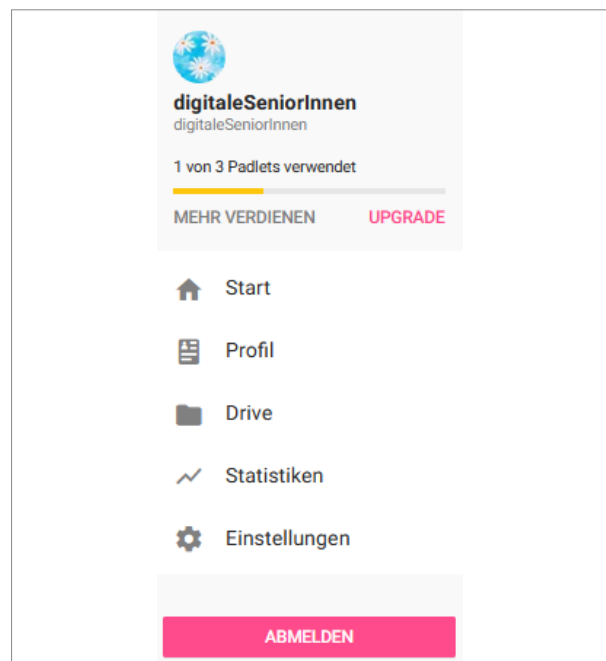 digitaleSeniorInnen
digitaleSeniorInnen
1 von 3 Padlets verwendet
MEHR VERDIENEN UPGRADE
Start
Profil
Drive
Statistiken
Einstellungen
ABMELDEN